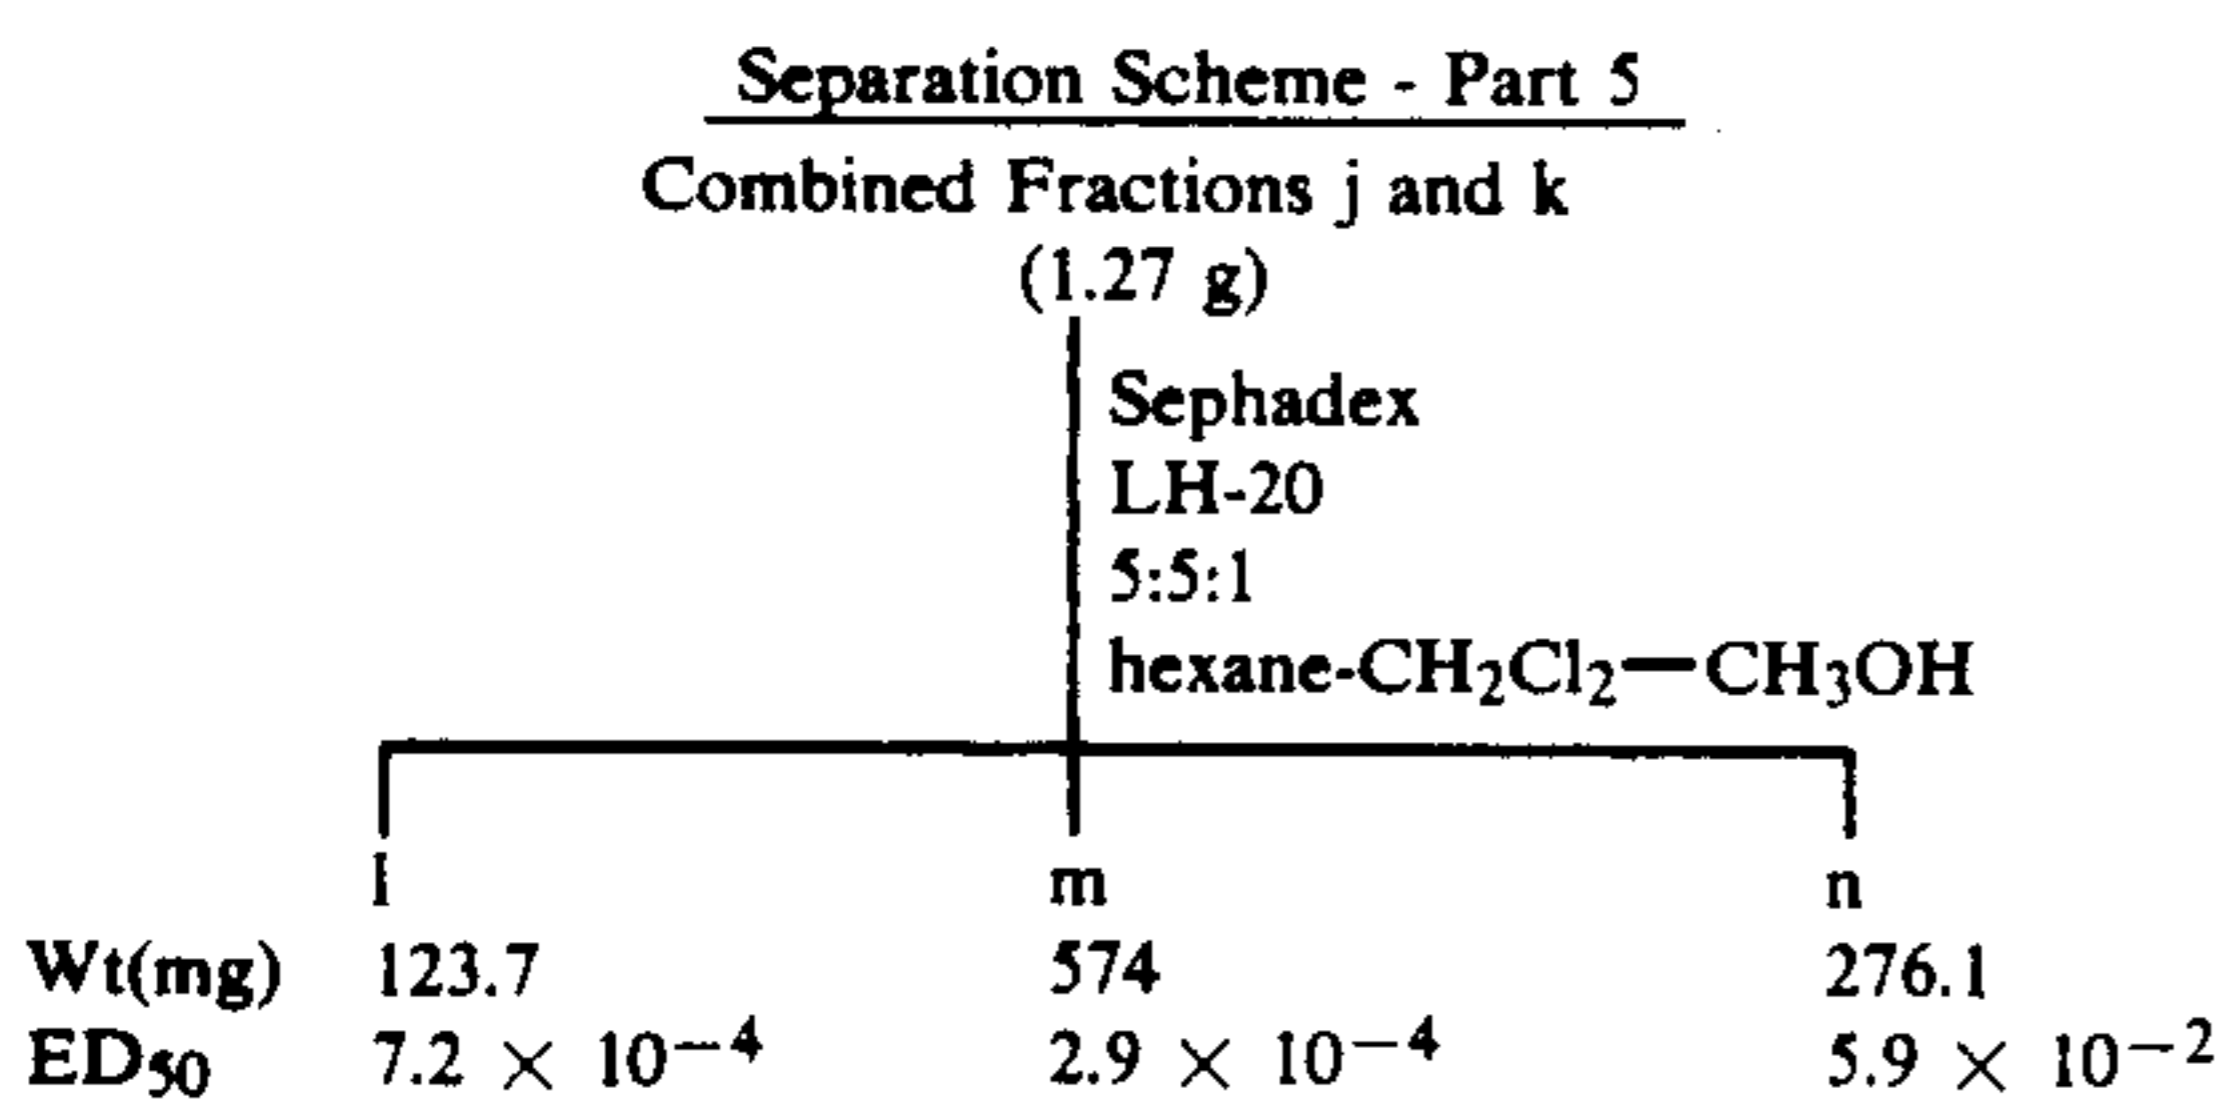 Separation Scheme - Part 5
Combined Fractions j and k
(1.27 g)
Sephadex
LH-20
5:5:1
hexane-CH₂Cl₂—CH₃OH
l m n
Wt(mg) 123.7 574 276.1
ED₅₀ 7.2 × 10⁻⁴ 2.9 × 10⁻⁴ 5.9 × 10⁻²